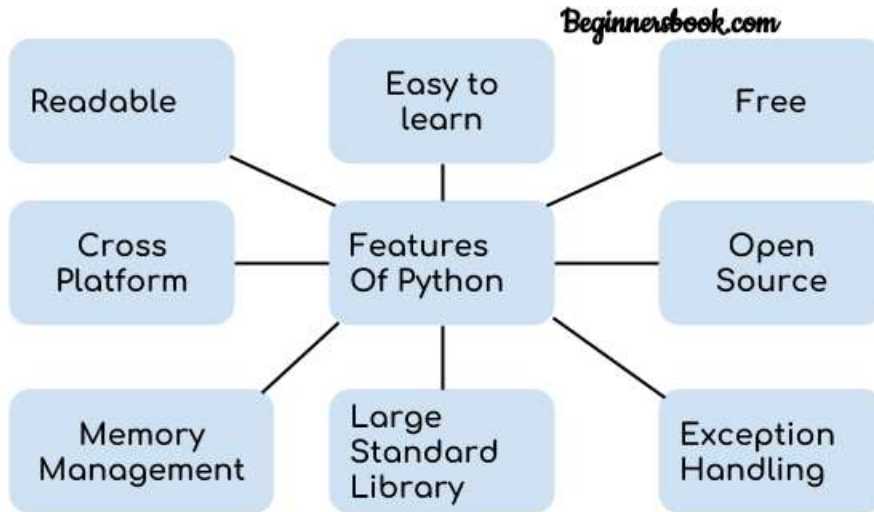 Beginnersbook.com
Readable
Easy to
learn
Free
Cross
Platform
Features
Of Python
Open
Source
Memory
Management
Large
Standard
Library
Exception
Handling